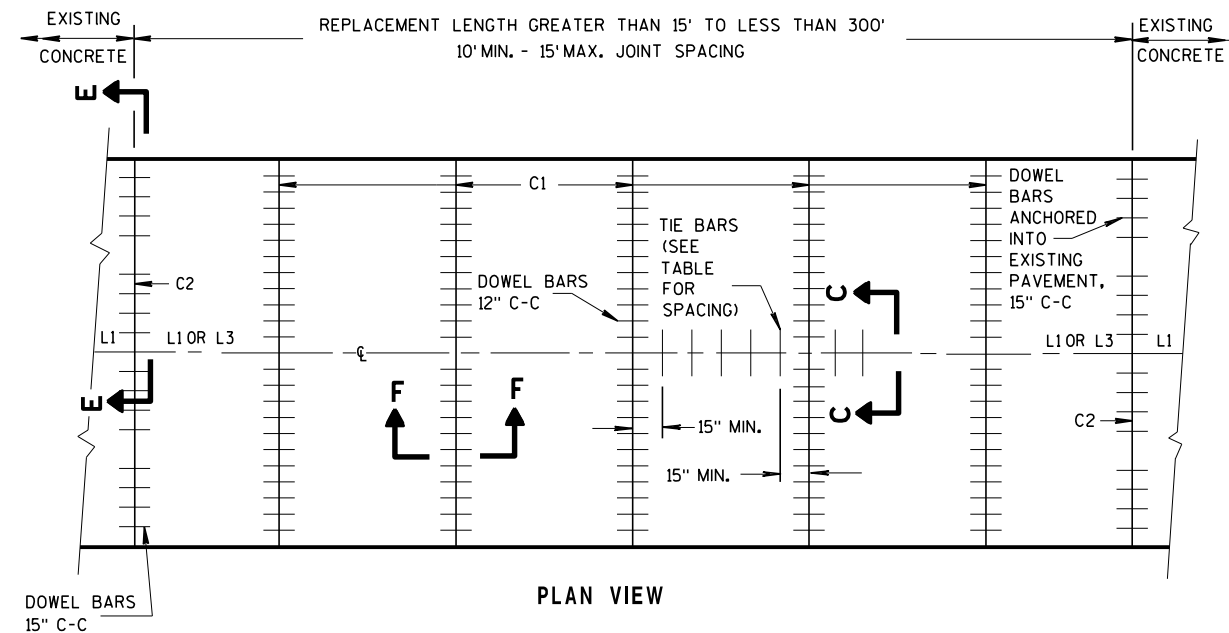 EXISTING
CONCRETE
REPLACEMENT LENGTH GREATER THAN 15' TO LESS THAN 300'
10' MIN. - 15' MAX. JOINT SPACING
EXISTING
CONCRETE
E
C1
DOWEL
BARS
ANCHORED
INTO
EXISTING
PAVEMENT,
15" C-C
TIE BARS
(SEE
TABLE
FOR
SPACING)
DOWEL BARS
12" C-C
C2
C
L1
L1 OR L3
℄
L1 OR L3
L1
E
F
F
C
C2
15" MIN.
15" MIN.
PLAN VIEW
DOWEL BARS
15" C-C